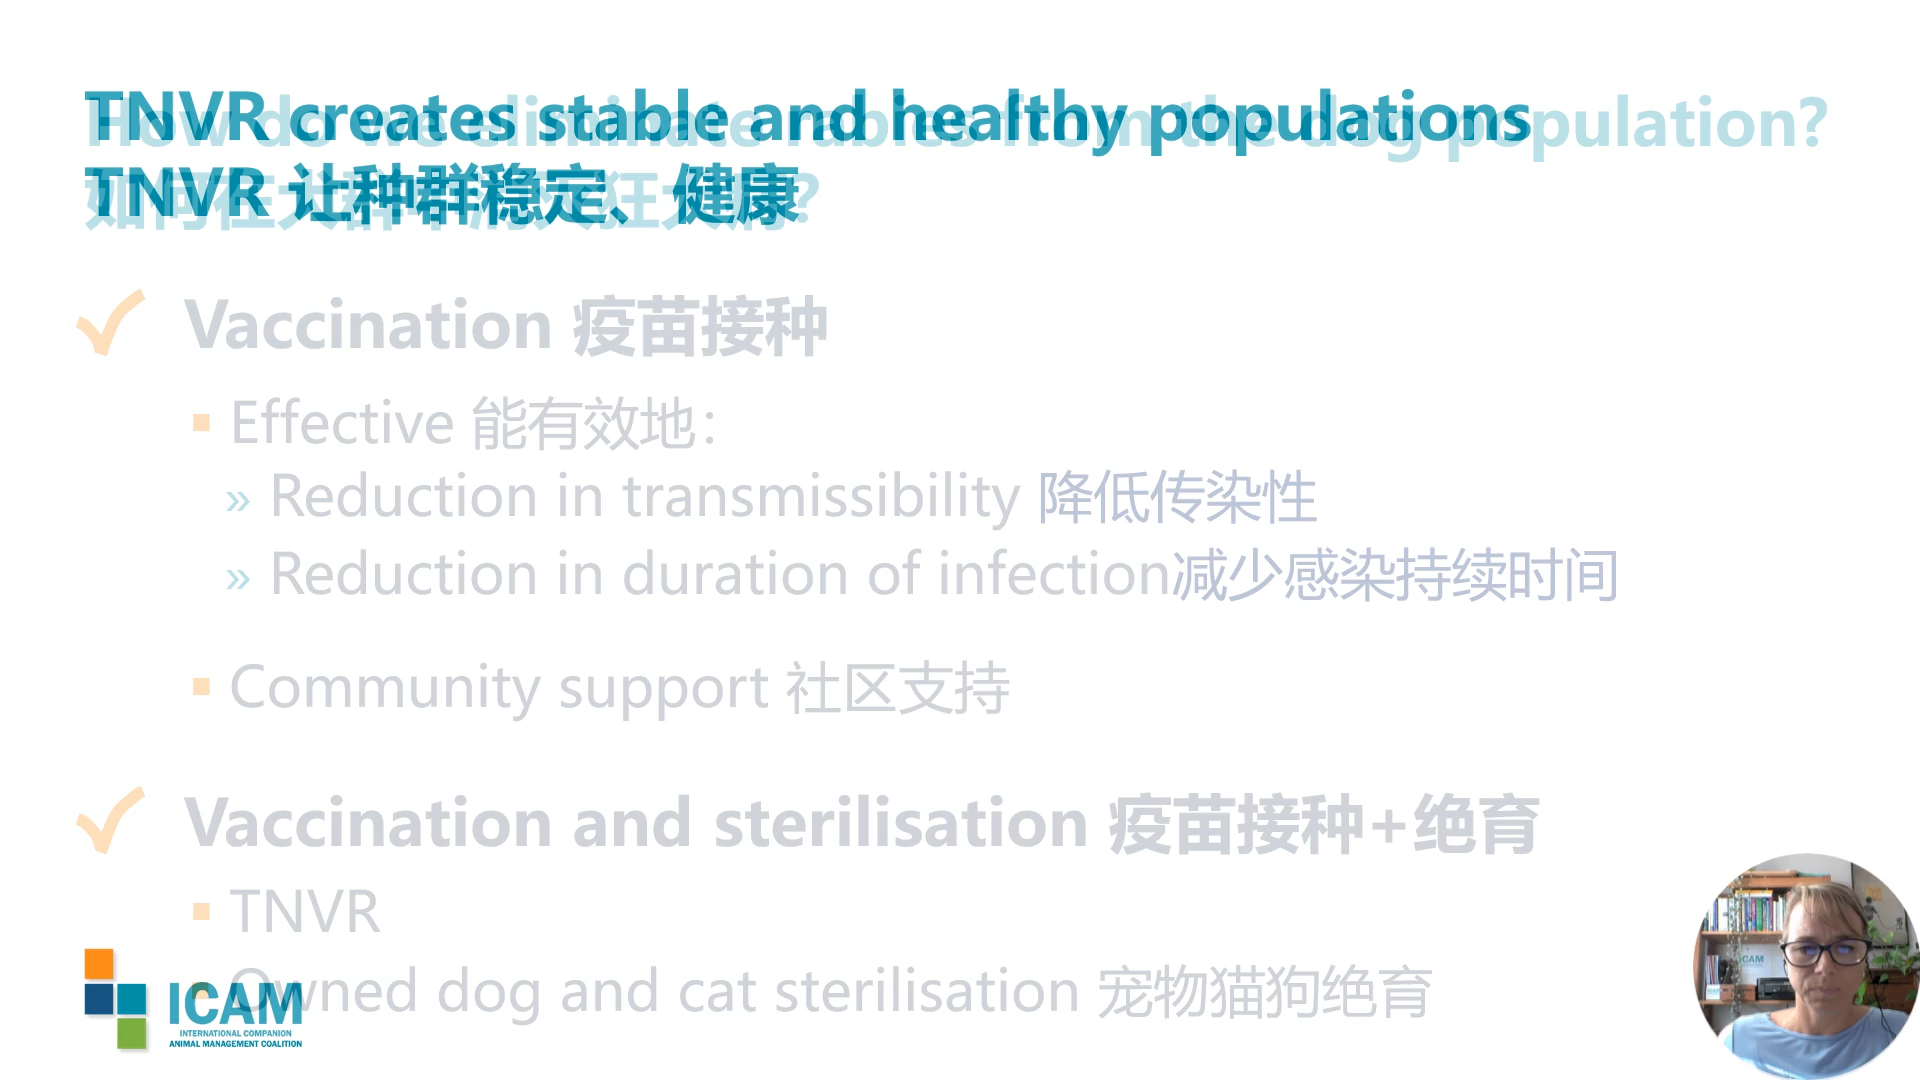 TNVR creates stable and healthy populations
How do we eliminate rabies from the dog population?
TNVR 让种群稳定、健康
如何在犬群中消灭狂犬病?
Vaccination 疫苗接种
Effective 能有效地：
» Reduction in transmissibility 降低传染性
» Reduction in duration of infection减少感染持续时间
Community support 社区支持
Vaccination and sterilisation 疫苗接种+绝育
TNVR
Owned dog and cat sterilisation 宠物猫狗绝育
ICAM
INTERNATIONAL COMPANION
ANIMAL MANAGEMENT COALITION